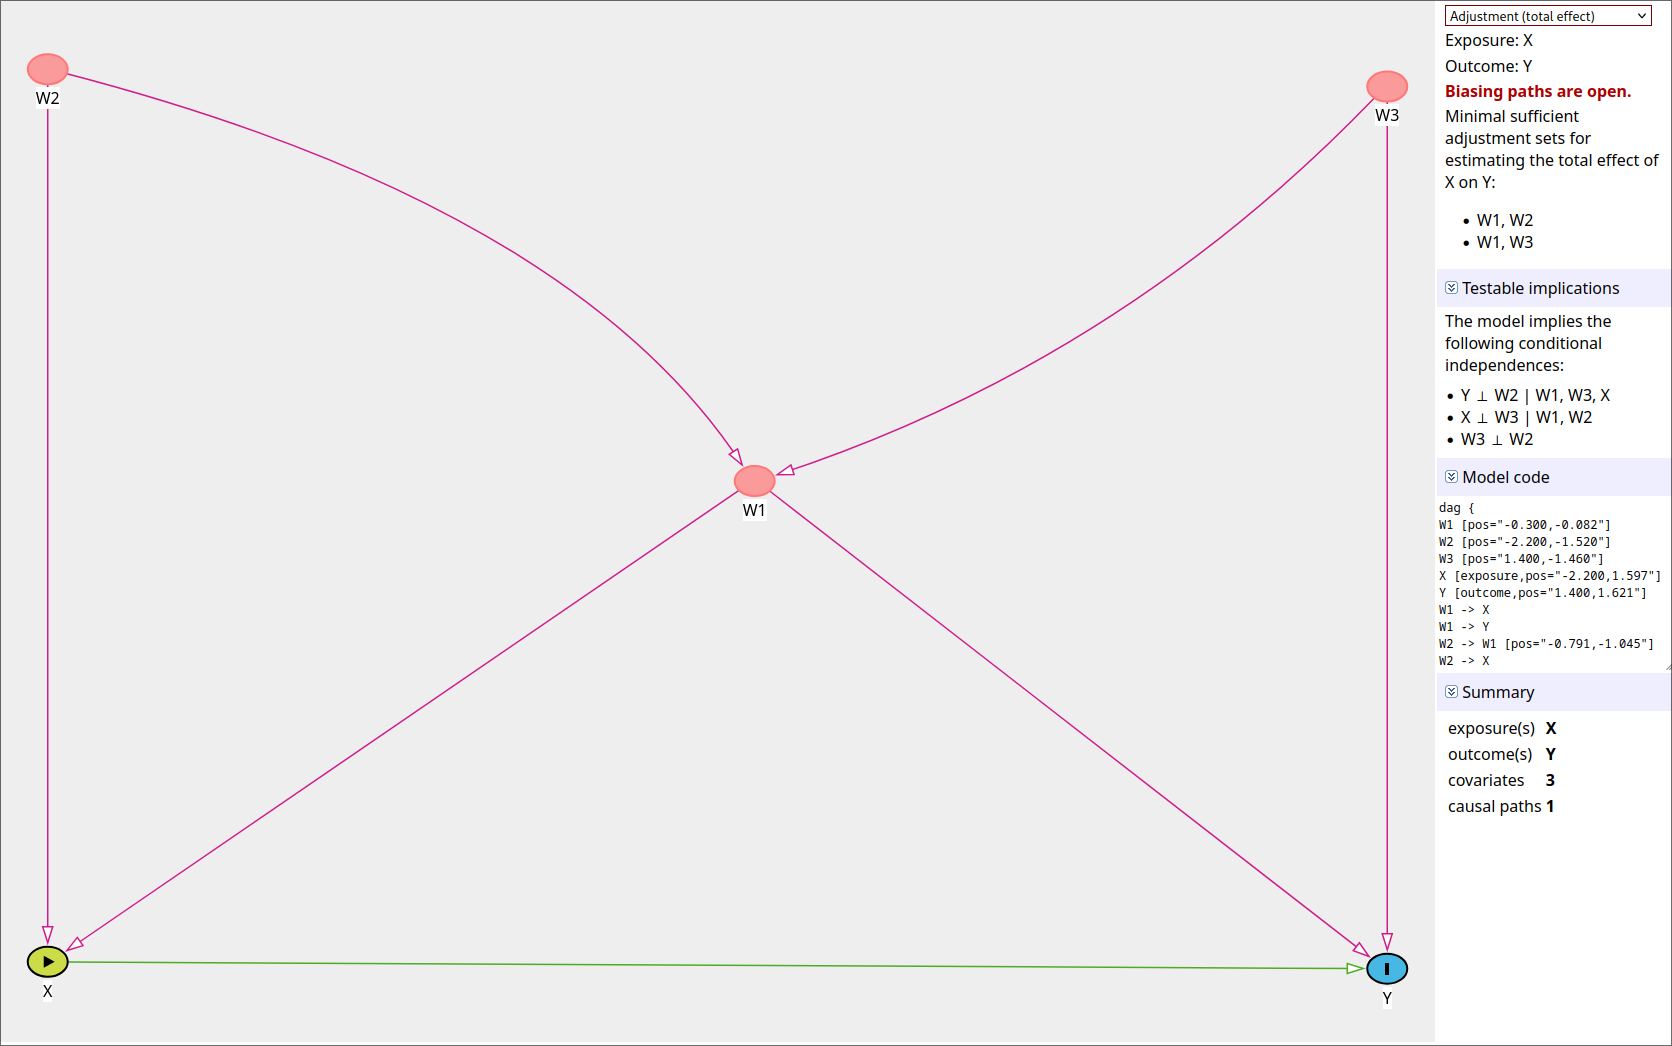 W2
W3
W1
X
Y
Adjustment (total effect)
Exposure: X
Outcome: Y
Biasing paths are open.
Minimal sufficient
adjustment sets for
estimating the total effect of
X on Y:
• W1, W2
• W1, W3
Testable implications
The model implies the
following conditional
independences:
• Y ⊥ W2 | W1, W3, X
• X ⊥ W3 | W1, W2
• W3 ⊥ W2
Model code
dag {
W1 [pos="-0.300,-0.082"]
W2 [pos="-2.200,-1.520"]
W3 [pos="1.400,-1.460"]
X [exposure,pos="-2.200,1.597"]
Y [outcome,pos="1.400,1.621"]
W1 -> X
W1 -> Y
W2 -> W1 [pos="-0.791,-1.045"]
W2 -> X
Summary
exposure(s) X
outcome(s) Y
covariates 3
causal paths 1